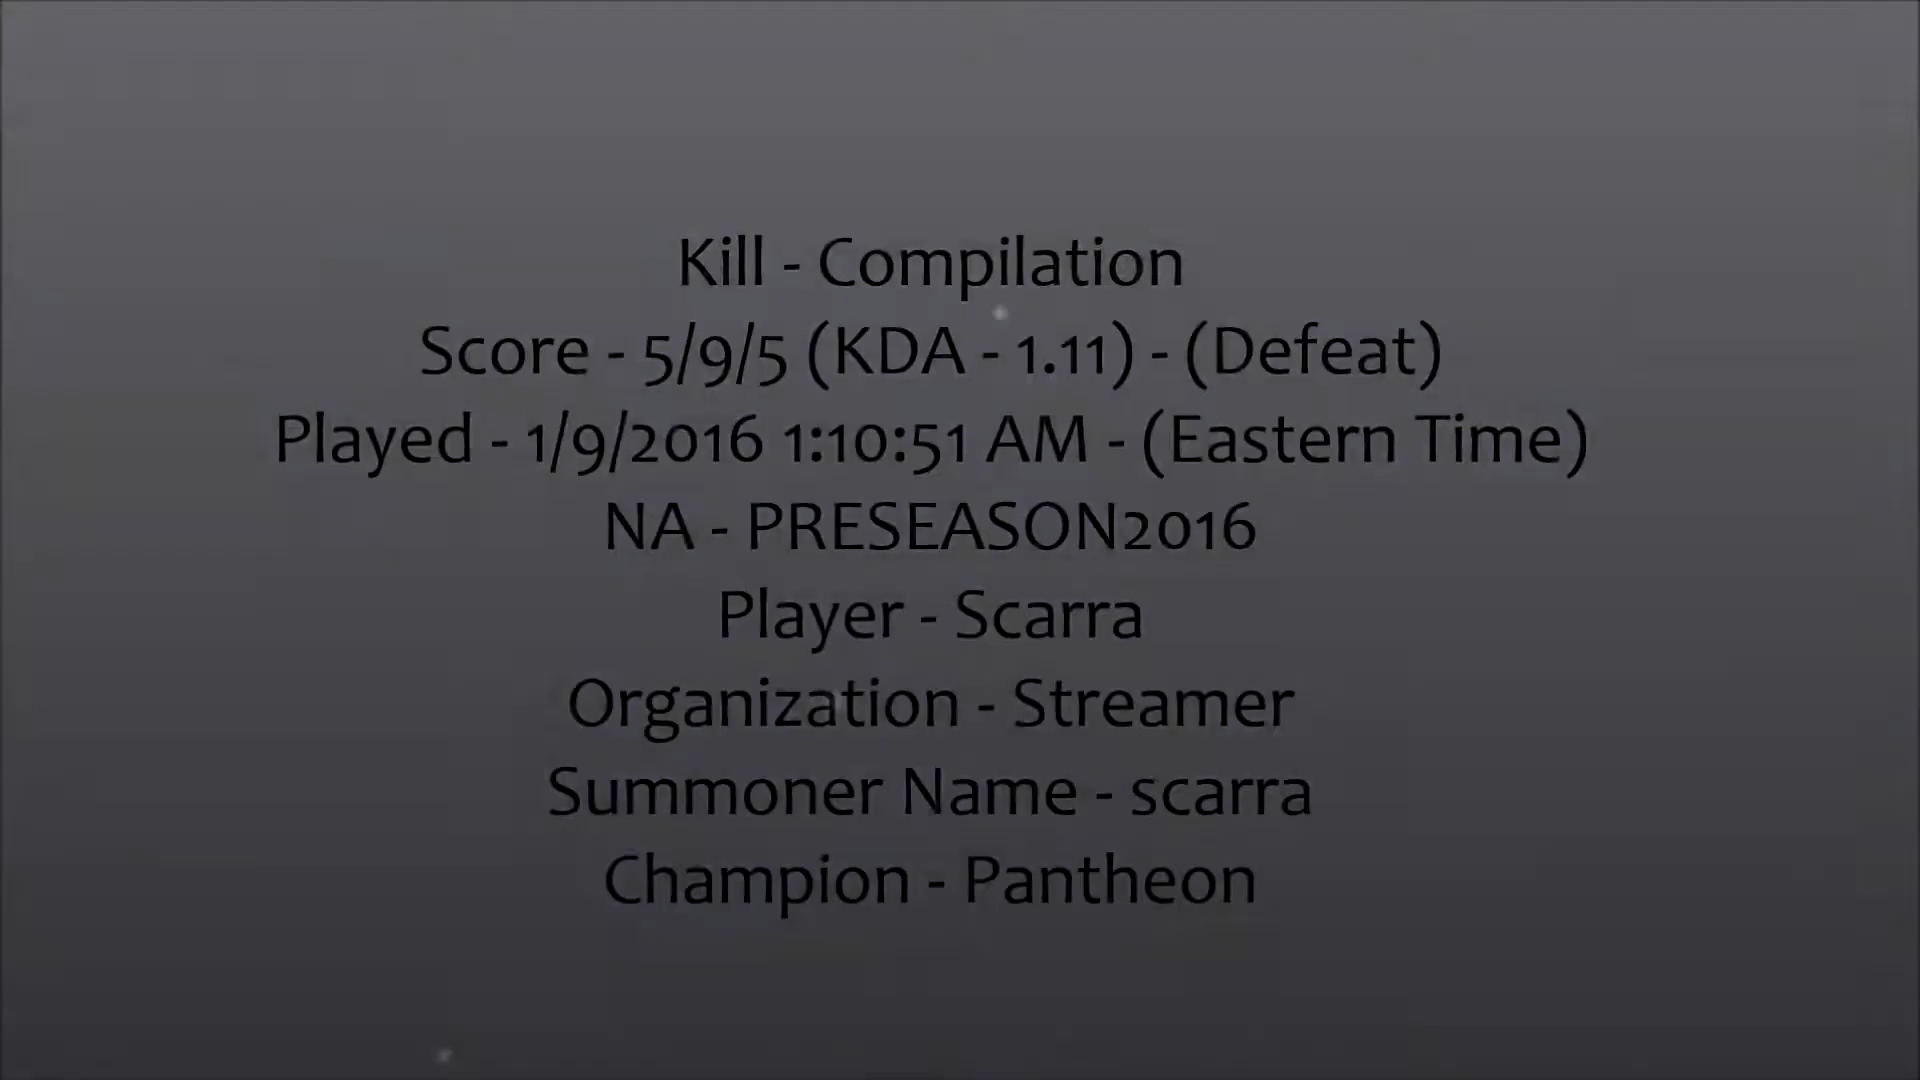 Kill - Compilation
Score - 5/9/5 (KDA - 1.11) - (Defeat)
Played - 1/9/2016 1:10:51 AM - (Eastern Time)
NA - PRESEASON2016
Player - Scarra
Organization - Streamer
Summoner Name - scarra
Champion - Pantheon